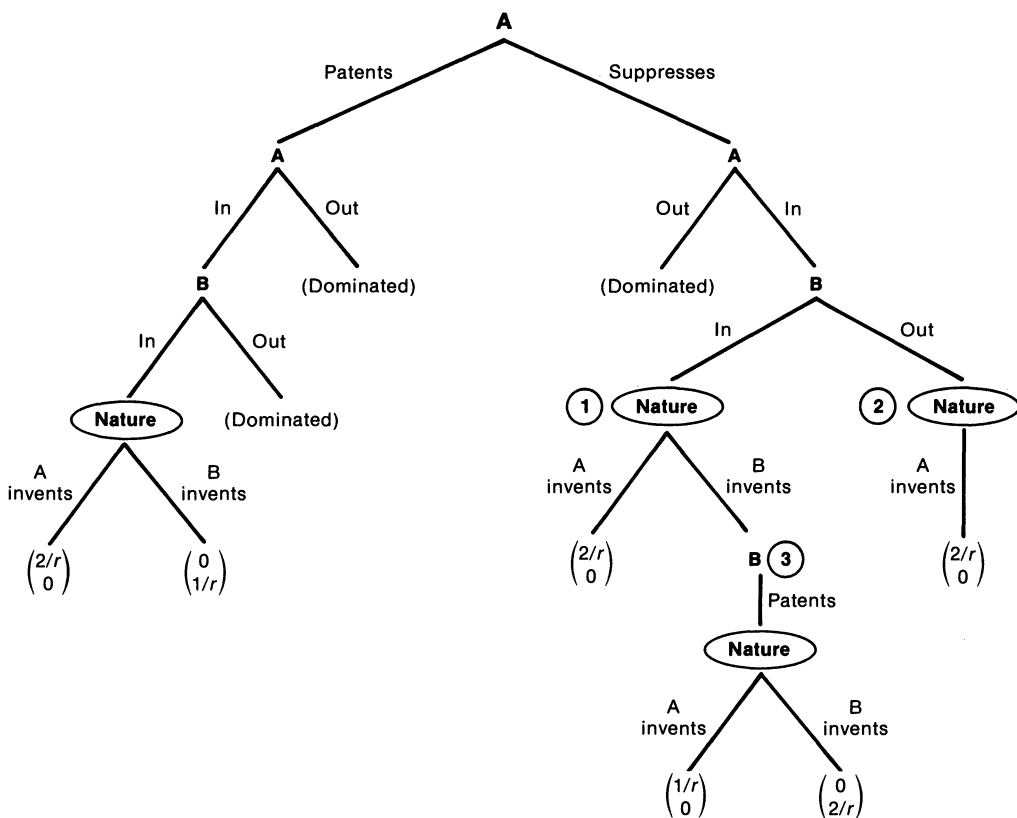 A
Patents
Suppresses
A
A
In
Out
Out
In
B
(Dominated)
(Dominated)
B
In
Out
In
Out
Nature
(Dominated)
1
Nature
2
Nature
A
invents
B
invents
A
invents
B
invents
A
invents
(2/r
0)
(0
1/r)
(2/r
0)
B 3
(2/r
0)
Patents
Nature
A
invents
B
invents
(1/r
0)
(0
2/r)